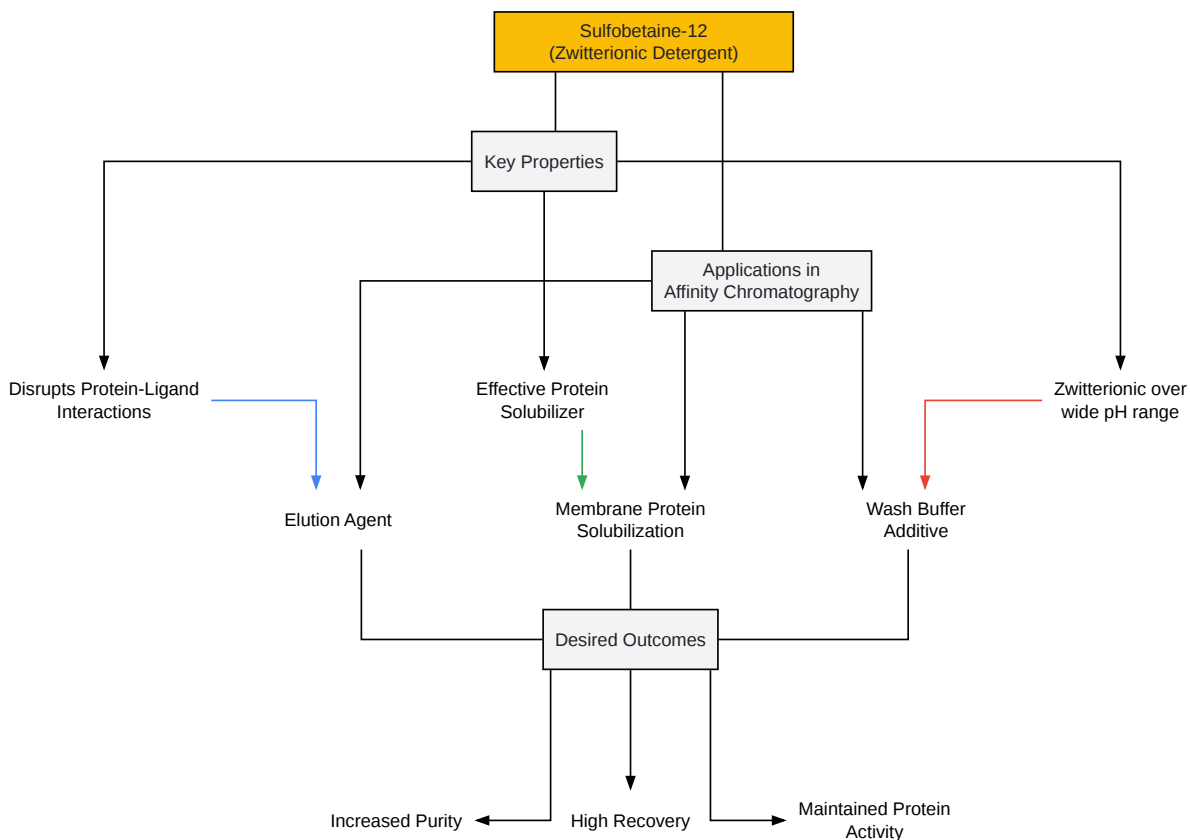 Sulfobetaine-12
(Zwitterionic Detergent)
Key Properties
Applications in
Affinity Chromatography
Disrupts Protein-Ligand
Interactions
Effective Protein
Solubilizer
Zwitterionic over
wide pH range
Elution Agent
Membrane Protein
Solubilization
Wash Buffer
Additive
Desired Outcomes
Increased Purity
High Recovery
Maintained Protein
Activity